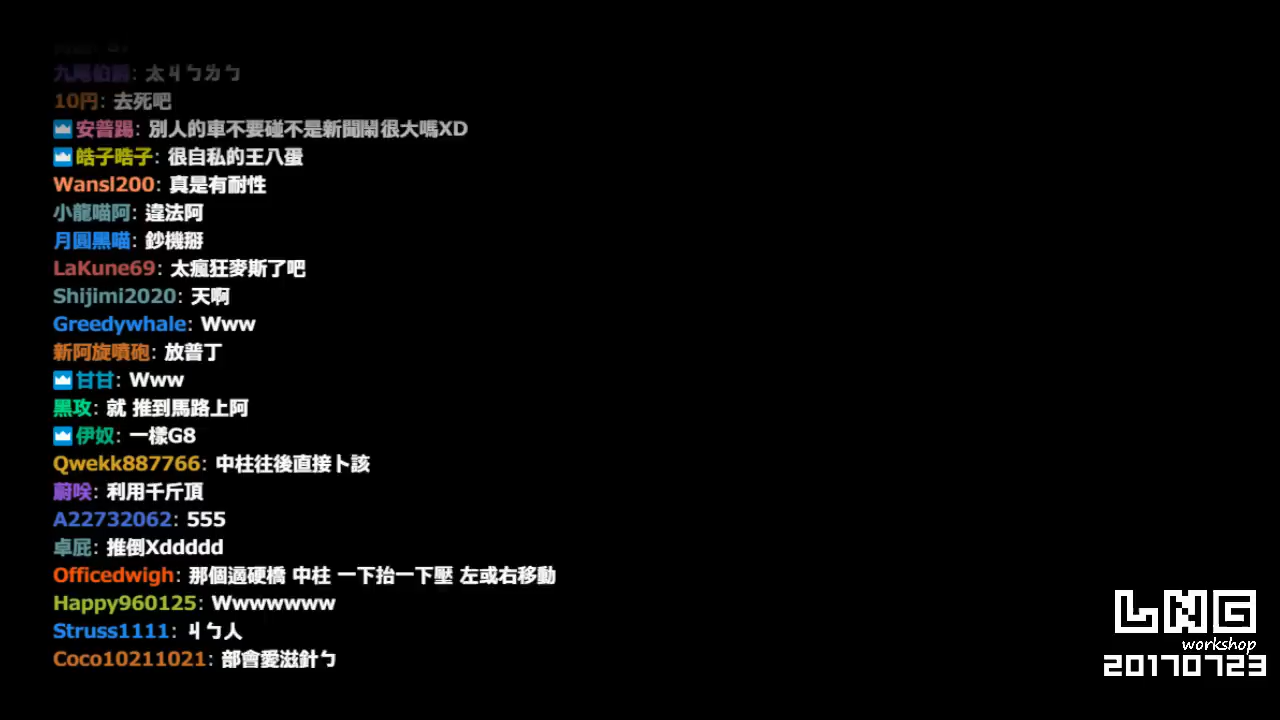 九尾伯爵: 太ㄐㄅㄌㄅ
10円: 去死吧
安普踢: 別人的車不要碰不是新聞鬧很大嗎XD
皓子晧子: 很自私的王八蛋
Wansl200: 真是有耐性
小龍喵阿: 違法阿
月圓黑喵: 鈔機掰
LaKune69: 太瘋狂麥斯了吧
Shijimi2020: 天啊
Greedywhale: Www
新阿旋噴砲: 放普丁
甘甘: Www
黑攻: 就 推到馬路上阿
伊奴: 一樣G8
Qwekk887766: 中柱往後直接卜該
蔚唉: 利用千斤頂
A22732062: 555
卓屁: 推倒Xddddd
Officedwigh: 那個過硬橋 中柱 一下抬一下壓 左或右移動
Happy960125: Wwwwwww
Struss1111: ㄐㄅ人
Coco10211021: 部會愛滋針ㄅ
LNG
workshop
20170723